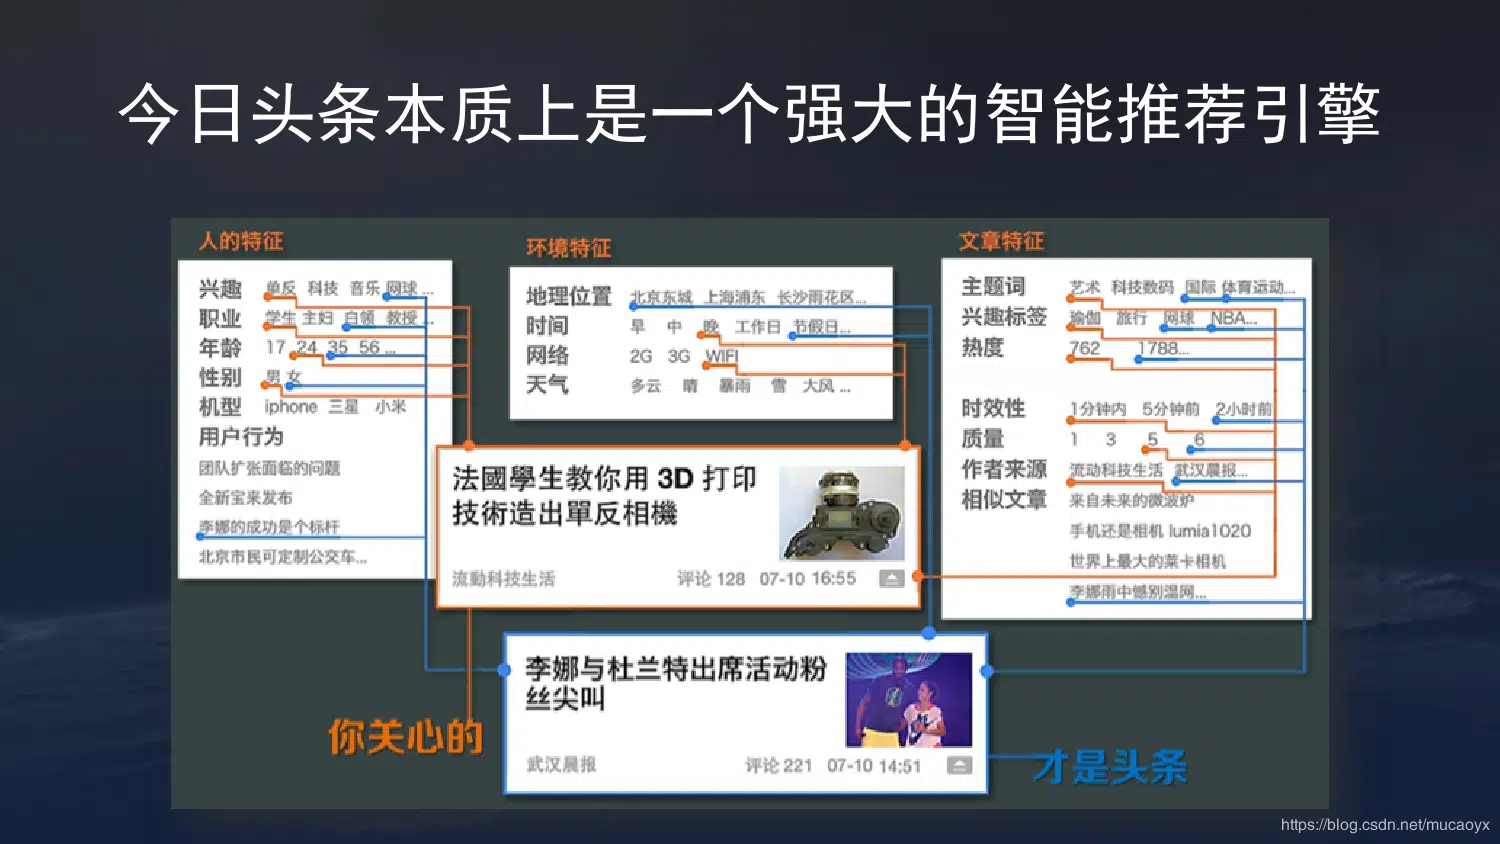 今日头条本质上是一个强大的智能推荐引擎
人的特征
兴趣 单反 科技 音乐 网球 ...
职业 学生 主妇 白领 教授 ...
年龄 17 24 35 56 ...
性别 男 女
机型 iphone 三星 小米
用户行为
团队扩张面临的问题
全新宝来发布
李娜的成功是个标杆
北京市民可定制公交车...
环境特征
地理位置 北京东城 上海浦东 长沙雨花区...
时间 早 中 晚 工作日 节假日...
网络 2G 3G WIFI
天气 多云 晴 暴雨 雪 大风 ...
文章特征
主题词 艺术 科技数码 国际 体育运动...
兴趣标签 瑜伽 旅行 网球 NBA...
热度 762 1788...
时效性 1分钟内 5分钟前 2小时前
质量 1 3 5 6
作者来源 流动科技生活 武汉晨报...
相似文章 来自未来的微波炉
手机还是相机 lumia1020
世界上最大的莱卡相机
李娜雨中憾别温网...
法國學生教你用 3D 打印
技術造出單反相機
流動科技生活 评论 128 07-10 16:55
李娜与杜兰特出席活动粉
丝尖叫
武汉晨报 评论 221 07-10 14:51
你关心的
才是头条
https://blog.csdn.net/mucaoyx